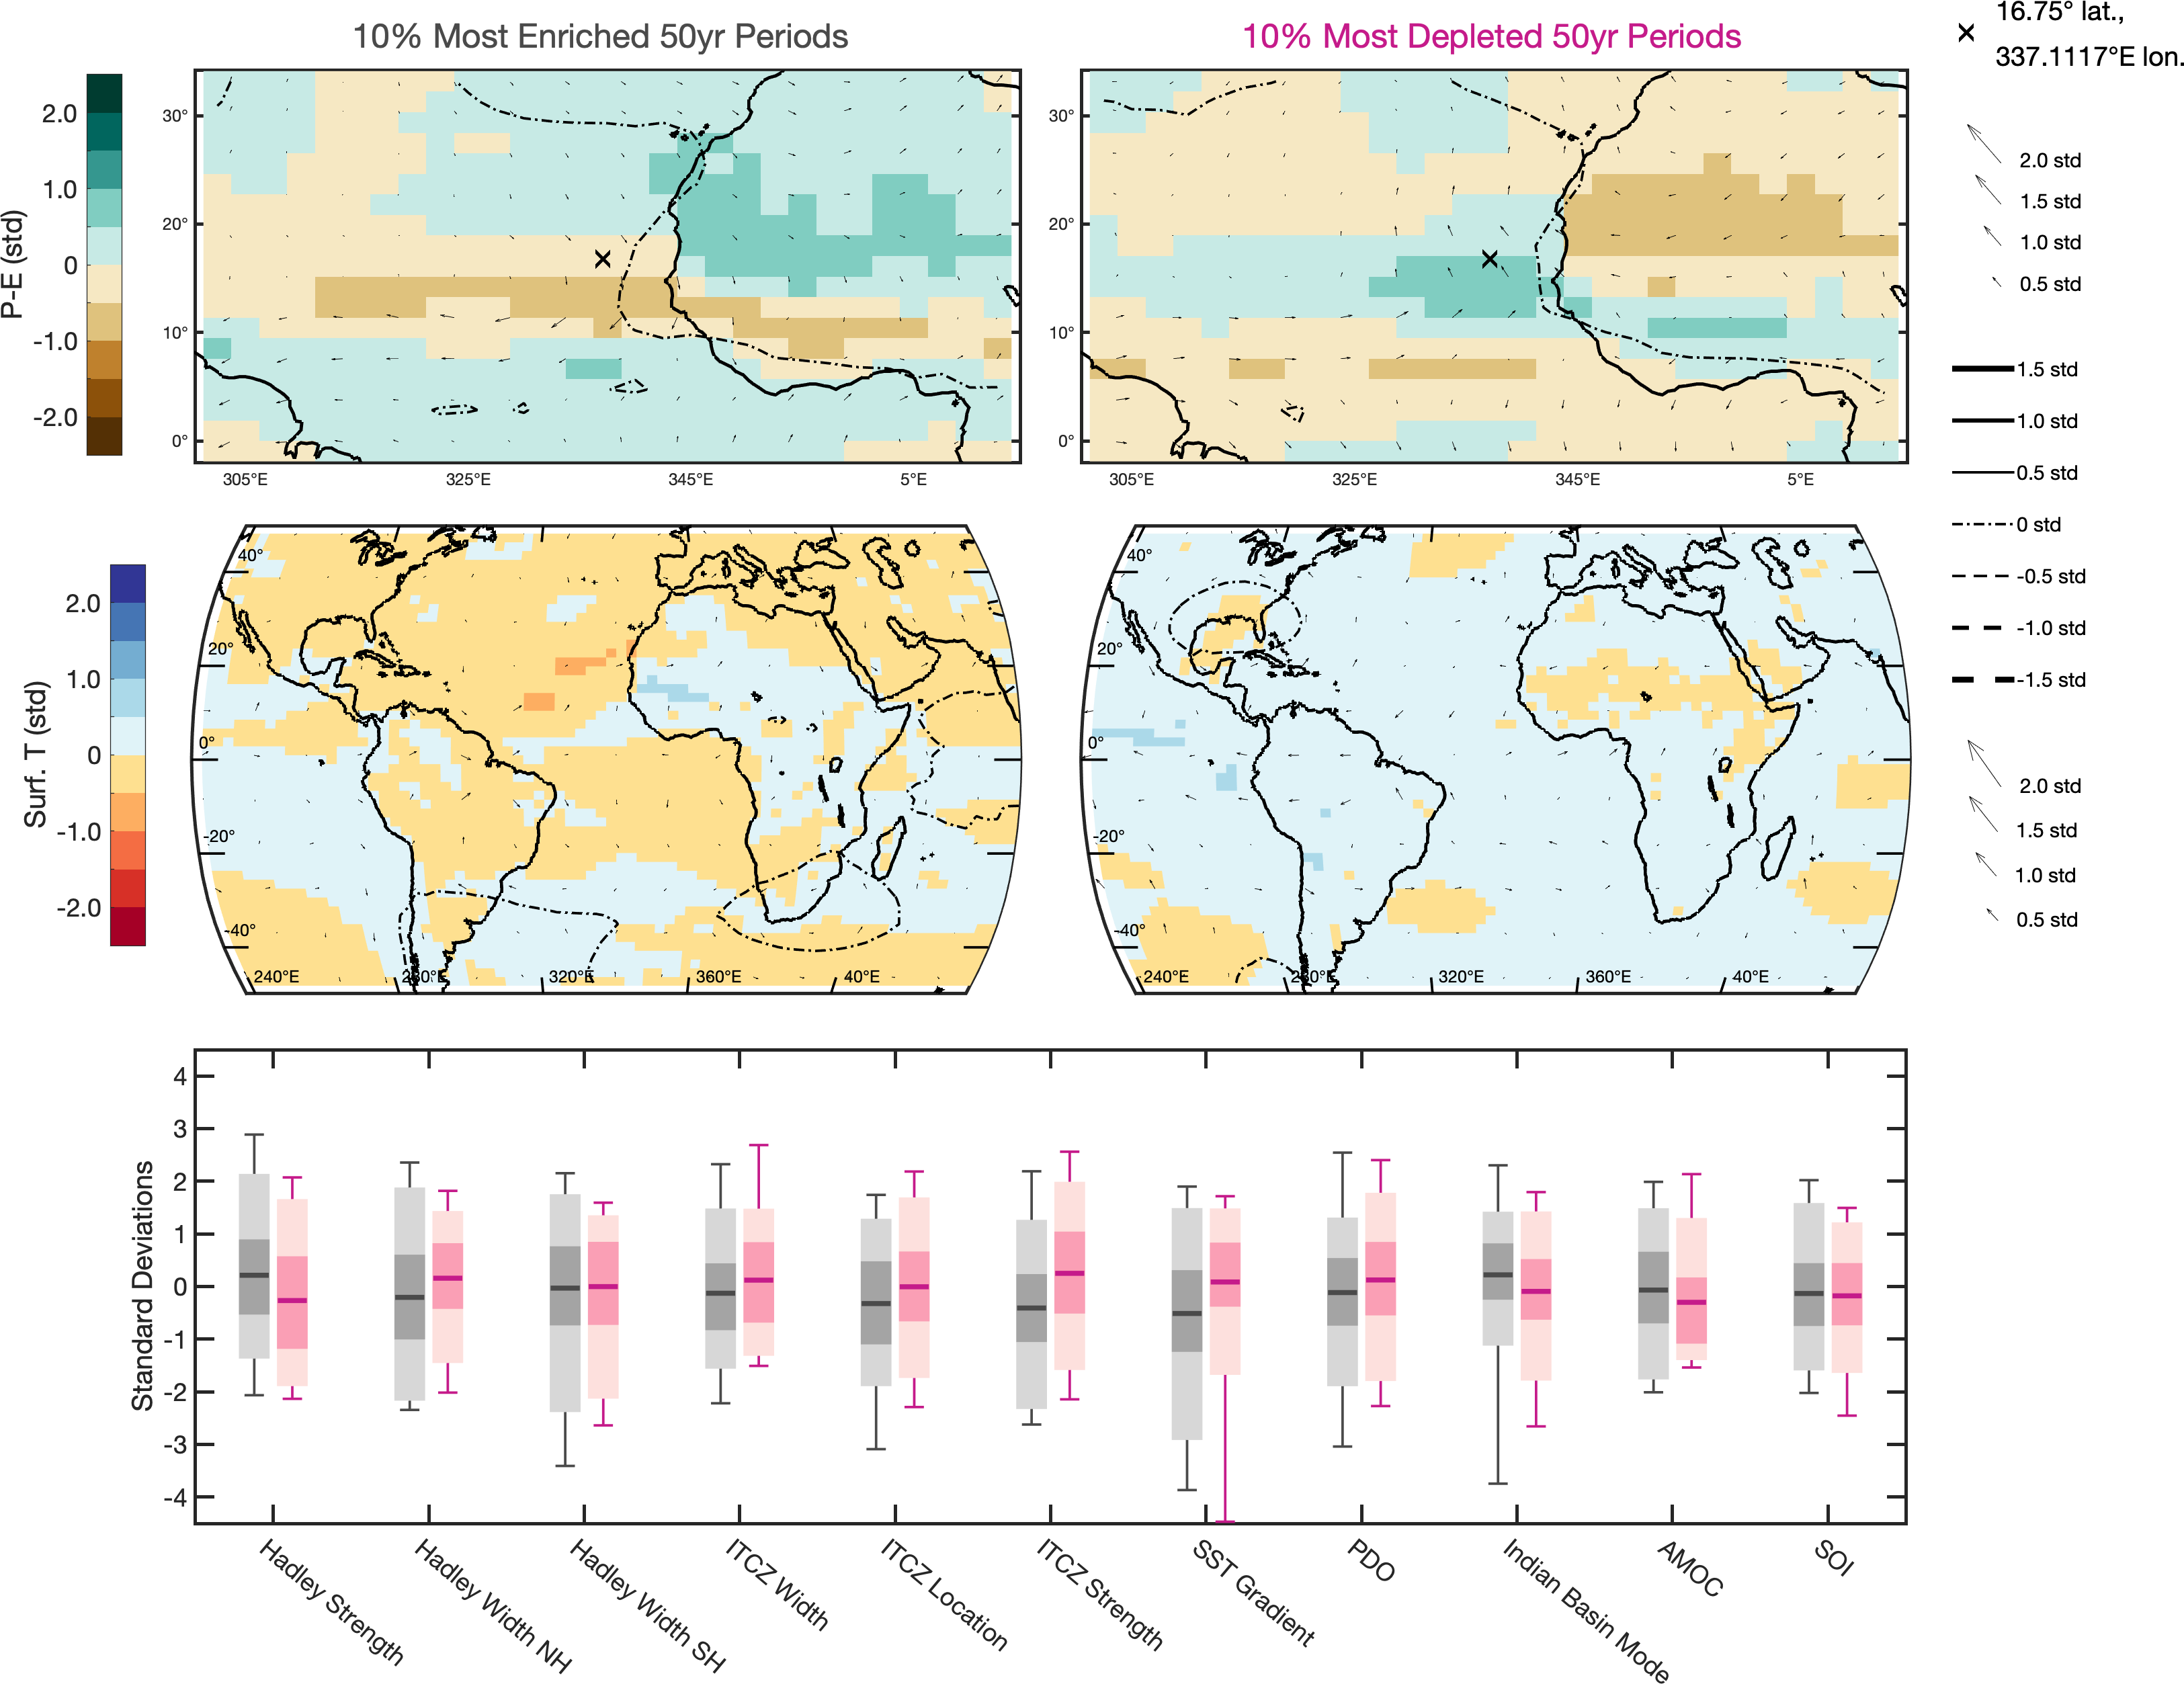 10% Most Enriched 50yr Periods
10% Most Depleted 50yr Periods
16.75° lat.,
337.1117°E lon.
P-E (std)
2.0
1.0
0
-1.0
-2.0
30°
20°
10°
0°
305°E
325°E
345°E
5°E
30°
20°
10°
0°
305°E
325°E
345°E
5°E
2.0 std
1.5 std
1.0 std
0.5 std
1.5 std
1.0 std
0.5 std
0 std
-0.5 std
-1.0 std
-1.5 std
Surf. T (std)
2.0
1.0
0
-1.0
-2.0
40°
20°
0°
-20°
-40°
240°E
280°E
320°E
360°E
40°E
40°
20°
0°
-20°
-40°
240°E
280°E
320°E
360°E
40°E
2.0 std
1.5 std
1.0 std
0.5 std
Standard Deviations
4
3
2
1
0
-1
-2
-3
-4
Hadley Strength
Hadley Width NH
Hadley Width SH
ITCZ Width
ITCZ Location
ITCZ Strength
SST Gradient
PDO
Indian Basin Mode
AMOC
SOI